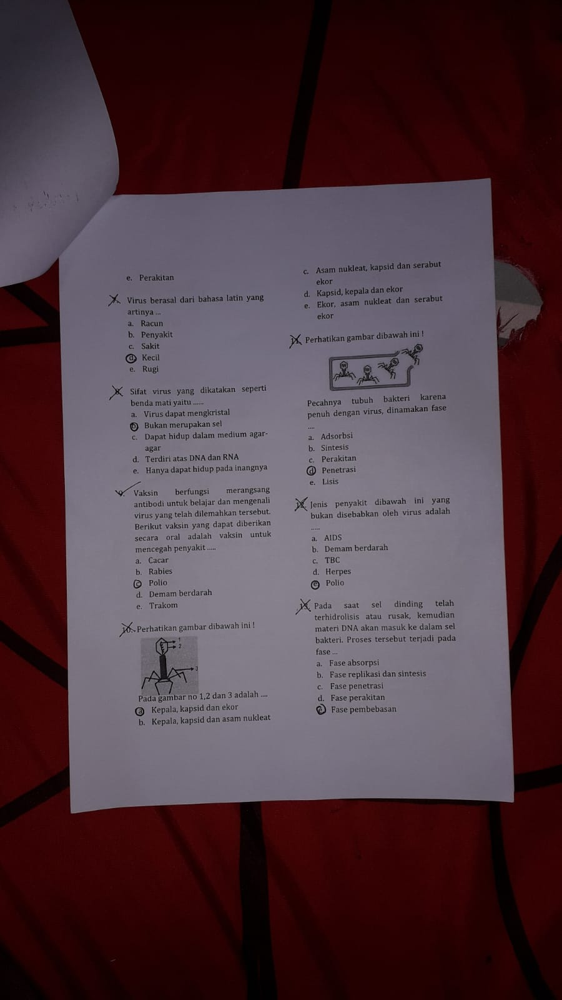 e. Perakitan
7. Virus berasal dari bahasa latin yang
artinya ...
a. Racun
b. Penyakit
c. Sakit
d. Kecil
e. Rugi
8. Sifat virus yang dikatakan seperti
benda mati yaitu ......
a. Virus dapat mengkristal
b. Bukan merupakan sel
c. Dapat hidup dalam medium agar-
agar
d. Terdiri atas DNA dan RNA
e. Hanya dapat hidup pada inangnya
9. Vaksin berfungsi merangsang
antibodi untuk belajar dan mengenali
virus yang telah dilemahkan tersebut.
Berikut vaksin yang dapat diberikan
secara oral adalah vaksin untuk
mencegah penyakit .....
a. Cacar
b. Rabies
c. Polio
d. Demam berdarah
e. Trakom
10. Perhatikan gambar dibawah ini !
1
2
3
Pada gambar no 1,2 dan 3 adalah ....
a. Kepala, kapsid dan ekor
b. Kepala, kapsid dan asam nukleat
c. Asam nukleat, kapsid dan serabut
ekor
d. Kapsid, kepala dan ekor
e. Ekor, asam nukleat dan serabut
ekor
11. Perhatikan gambar dibawah ini !
Pecahnya tubuh bakteri karena
penuh dengan virus, dinamakan fase
....
a. Adsorbsi
b. Sintesis
c. Perakitan
d. Penetrasi
e. Lisis
12. Jenis penyakit dibawah ini yang
bukan disebabkan oleh virus adalah
.....
a. AIDS
b. Demam berdarah
c. TBC
d. Herpes
e. Polio
13. Pada saat sel dinding telah
terhidrolisis atau rusak, kemudian
materi DNA akan masuk ke dalam sel
bakteri. Proses tersebut terjadi pada
fase ...
a. Fase absorpsi
b. Fase replikasi dan sintesis
c. Fase penetrasi
d. Fase perakitan
e. Fase pembebasan